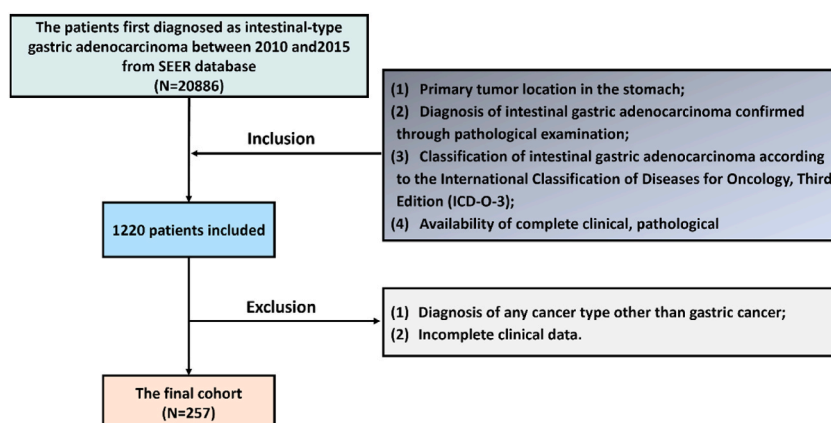 The patients first diagnosed as intestinal-type
gastric adenocarcinoma between 2010 and2015
from SEER database
(N=20886)
(1) Primary tumor location in the stomach;
(2) Diagnosis of intestinal gastric adenocarcinoma confirmed
through pathological examination;
(3) Classification of intestinal gastric adenocarcinoma according
to the International Classification of Diseases for Oncology, Third
Edition (ICD-O-3);
(4) Availability of complete clinical, pathological
Inclusion
1220 patients included
Exclusion
(1) Diagnosis of any cancer type other than gastric cancer;
(2) Incomplete clinical data.
The final cohort
(N=257)